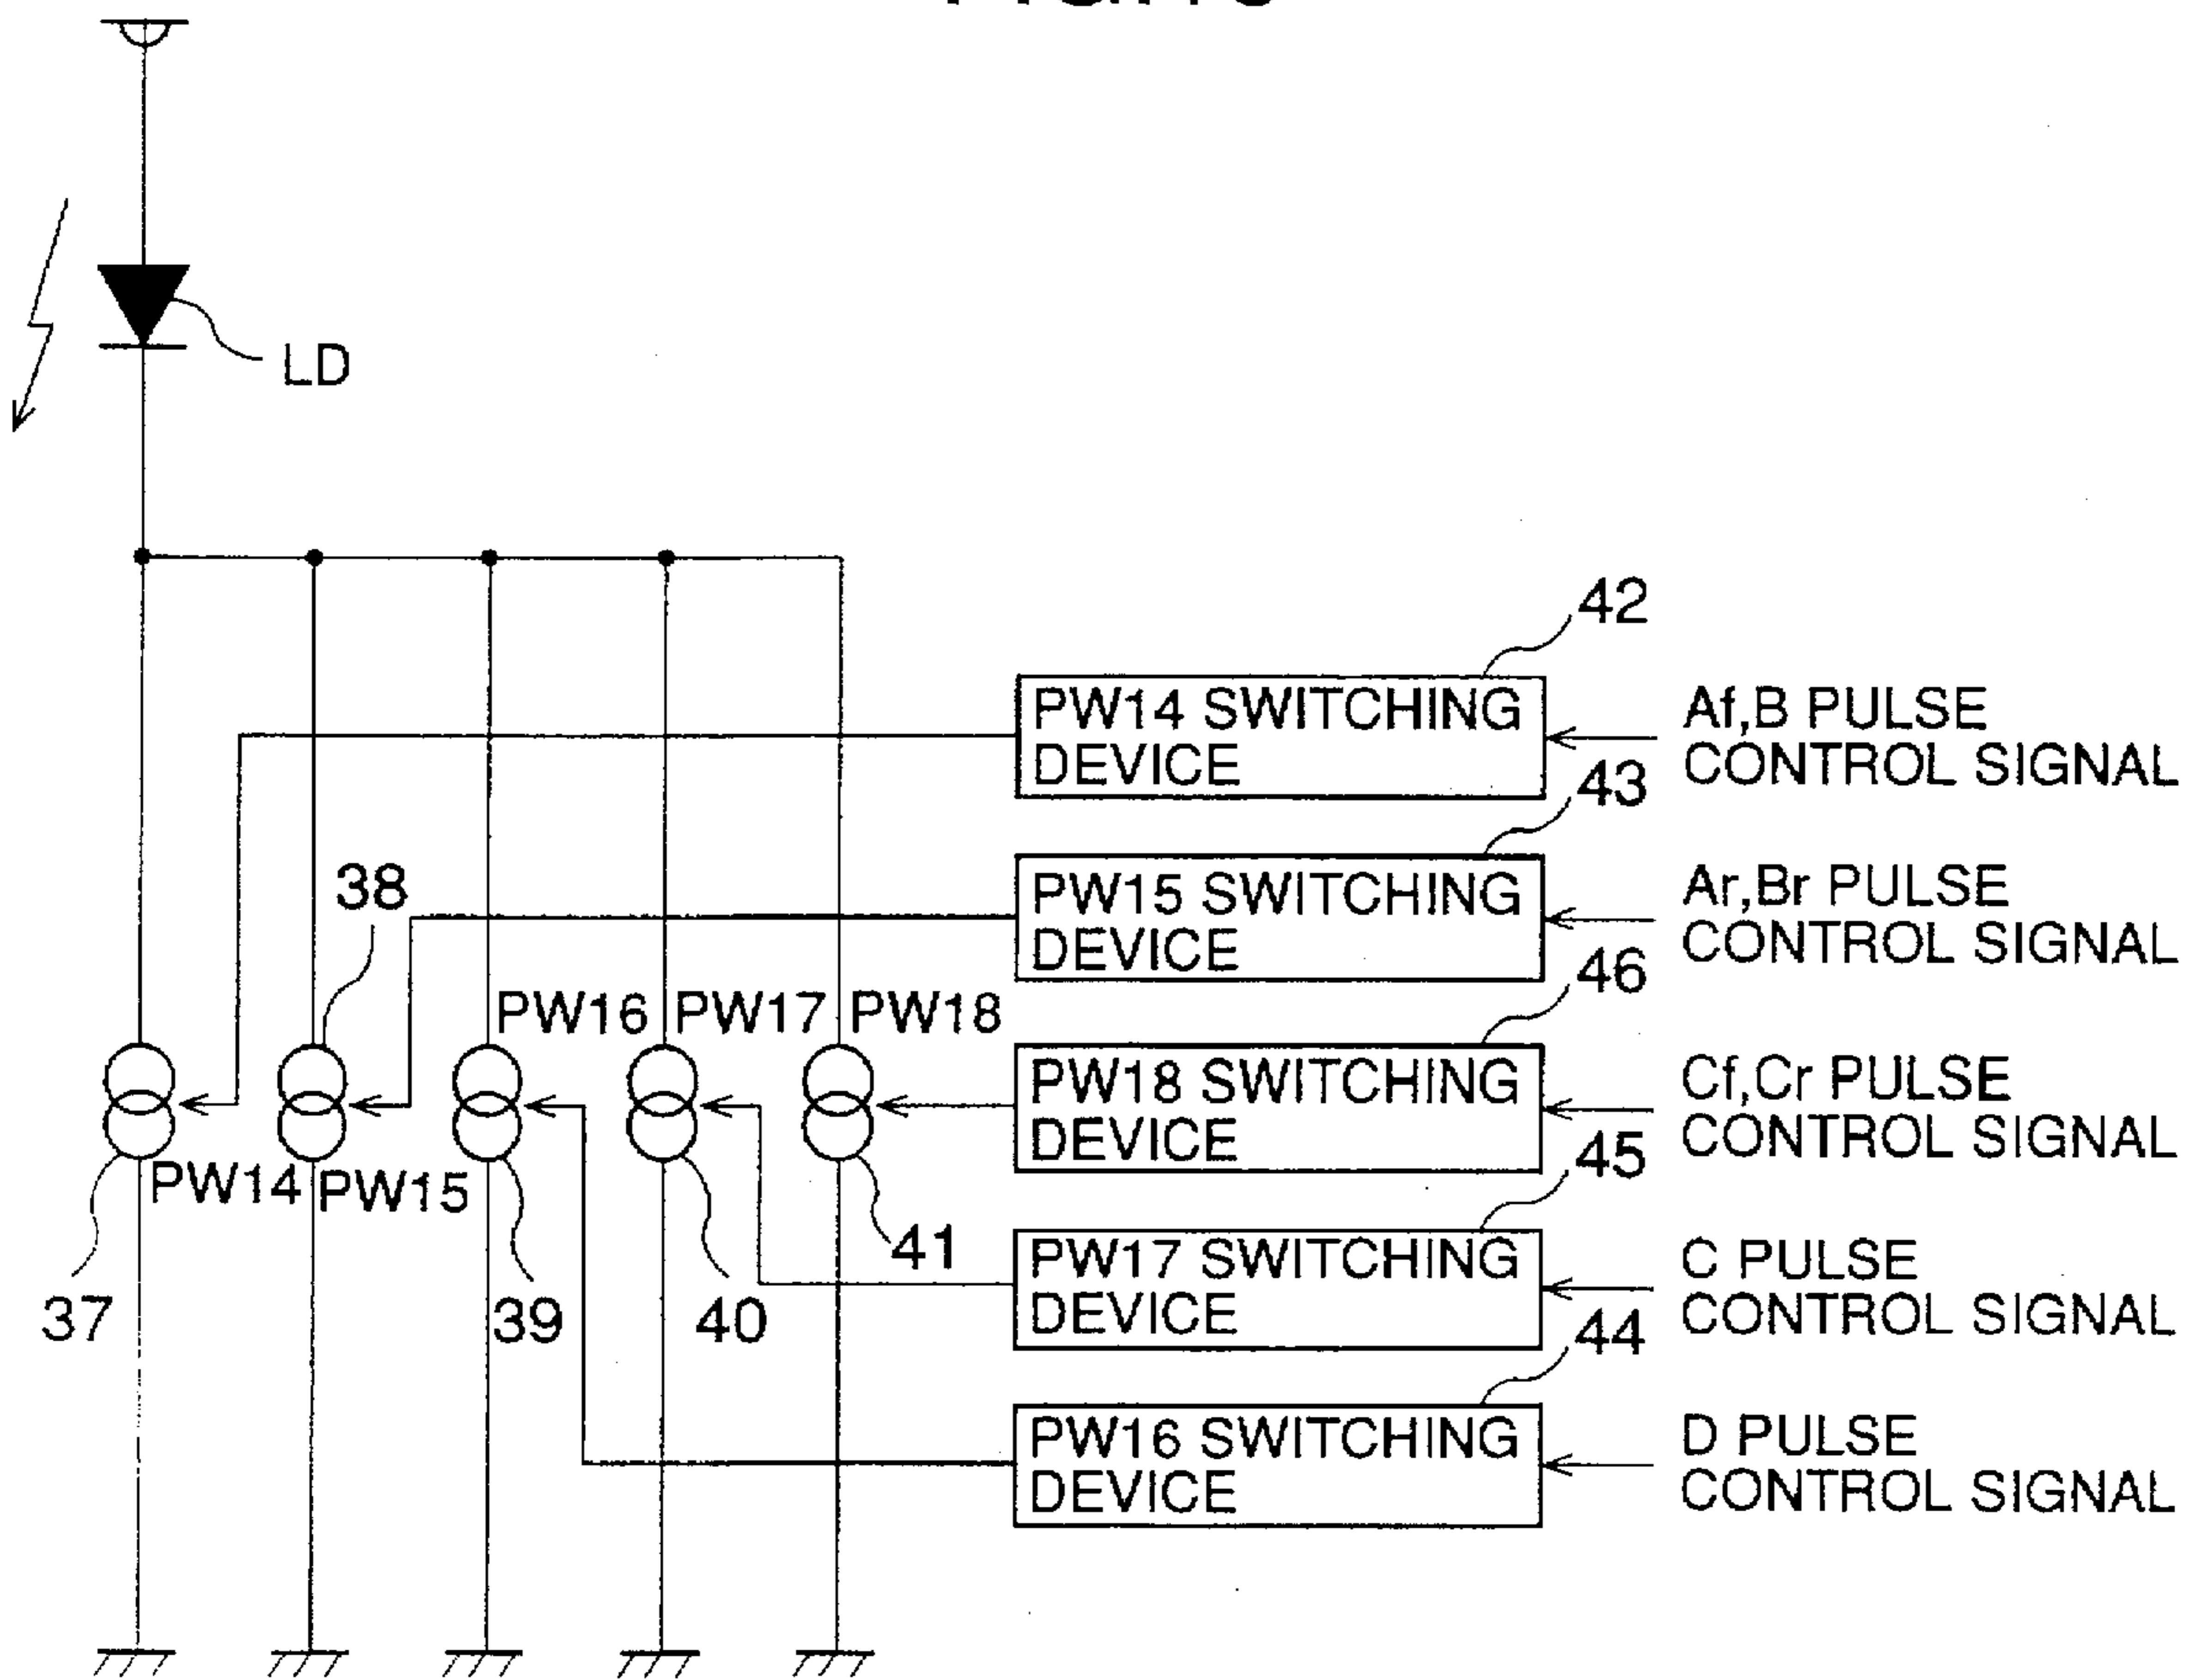 LD
42
PW14 SWITCHING
DEVICE
Af,B PULSE
CONTROL SIGNAL
43
PW15 SWITCHING
DEVICE
Ar,Br PULSE
CONTROL SIGNAL
38
46
PW16
PW17
PW18
PW18 SWITCHING
DEVICE
Cf,Cr PULSE
CONTROL SIGNAL
45
PW14
PW15
41
PW17 SWITCHING
DEVICE
C PULSE
CONTROL SIGNAL
37
39
40
44
PW16 SWITCHING
DEVICE
D PULSE
CONTROL SIGNAL